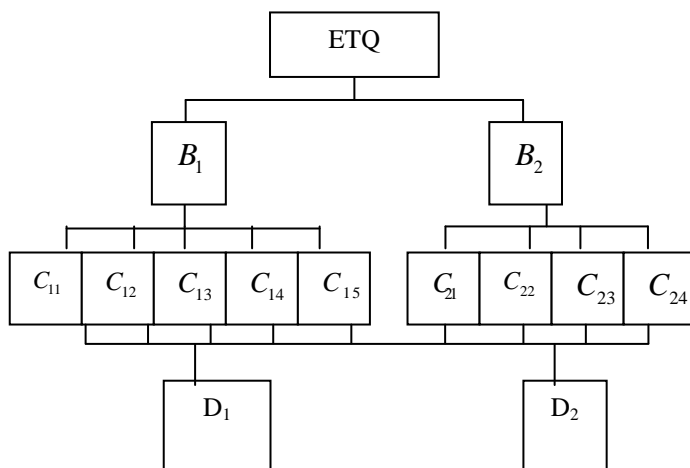 ETQ
B₁ B₂
C₁₁ C₁₂ C₁₃ C₁₄ C₁₅ C₂₁ C₂₂ C₂₃ C₂₄
D₁ D₂